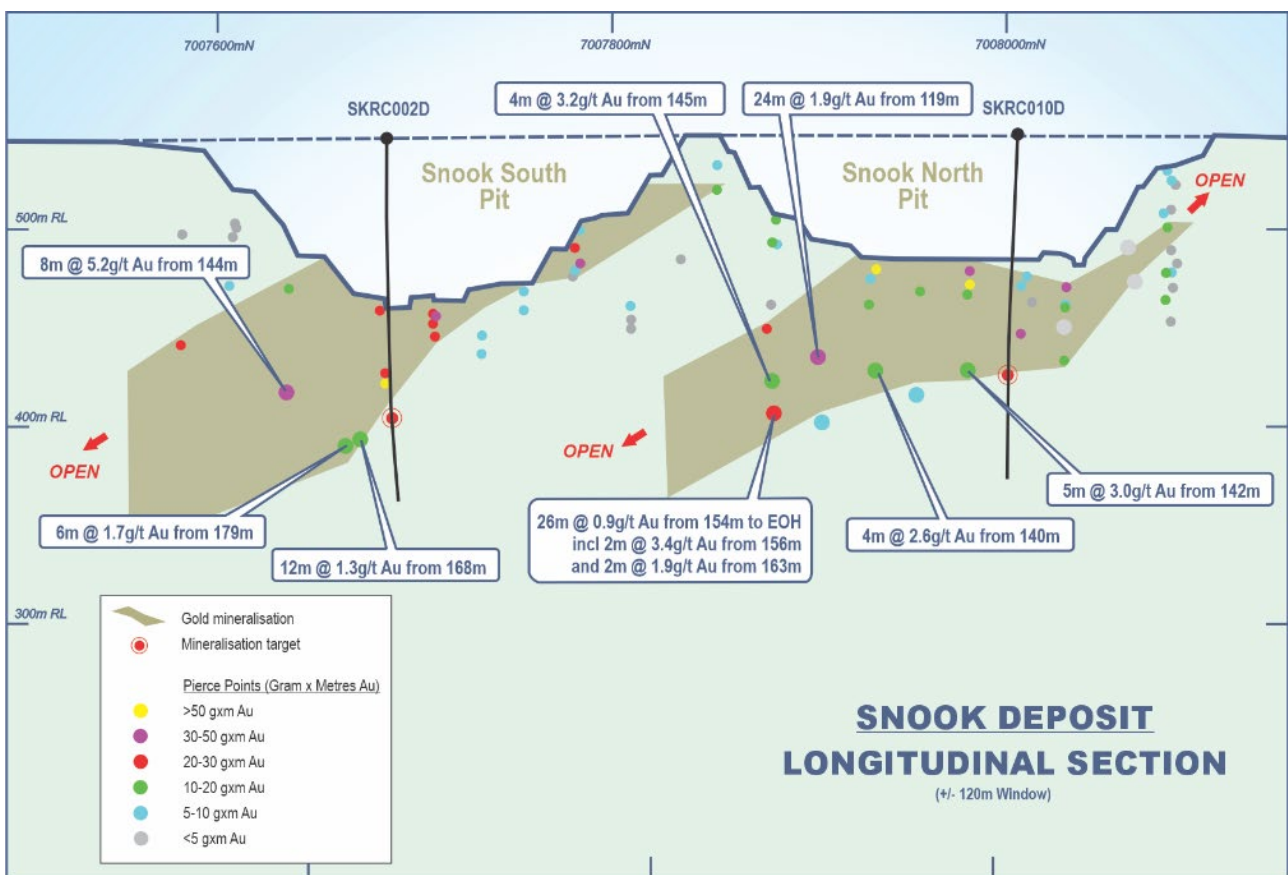 7007600mN
7007800mN
7008000mN
4m @ 3.2g/t Au from 145m
24m @ 1.9g/t Au from 119m
SKRC002D
SKRC010D
Snook South
Pit
Snook North
Pit
OPEN
500m RL
8m @ 5.2g/t Au from 144m
400m RL
OPEN
OPEN
6m @ 1.7g/t Au from 179m
12m @ 1.3g/t Au from 168m
26m @ 0.9g/t Au from 154m to EOH
incl 2m @ 3.4g/t Au from 156m
and 2m @ 1.9g/t Au from 163m
4m @ 2.6g/t Au from 140m
5m @ 3.0g/t Au from 142m
300m RL
Gold mineralisation
Mineralisation target
Pierce Points (Gram x Metres Au)
>50 gxm Au
30-50 gxm Au
20-30 gxm Au
10-20 gxm Au
5-10 gxm Au
<5 gxm Au
SNOOK DEPOSIT
LONGITUDINAL SECTION
(+/- 120m Window)